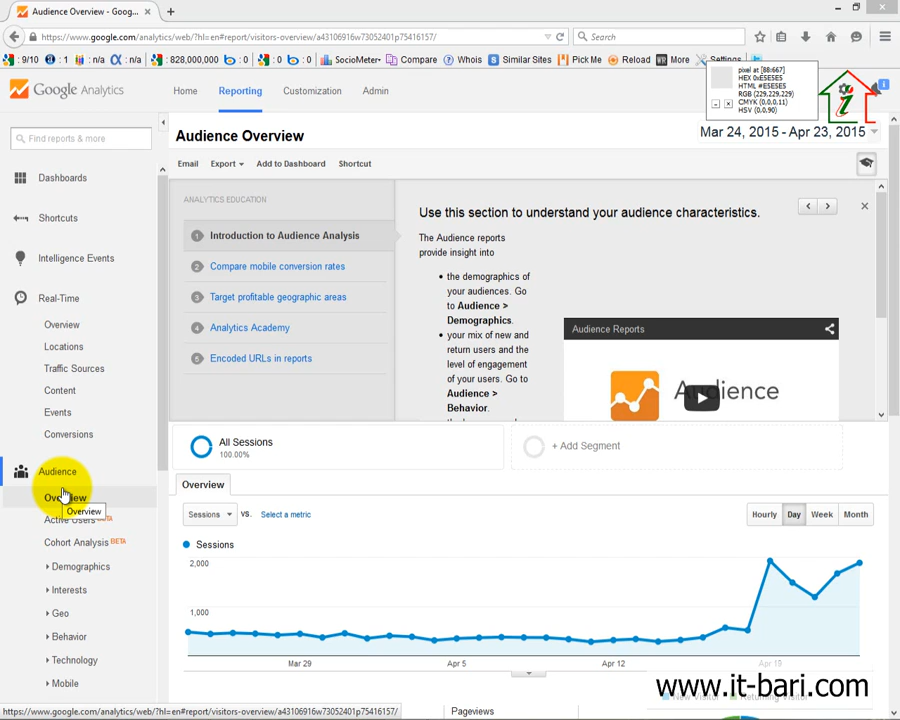 Audience Overview - Goog...
https://www.google.com/analytics/web/?hl=en#report/visitors-overview/a43106916w73052401p75416157/
Search
: 9/10 : 1 : n/a : n/a : 828,000,000 : 0 : 0 : 0 SocioMeter Compare Whois Similar Sites Pick Me Reload More Settings
pixel at [88:667]
HEX 0xE5E5E5
HTML #E5E5E5
RGB (229,229,229)
CMYK (0.0.0.11)
HSV (0.0.90)
Google Analytics
Home Reporting Customization Admin
Find reports & more
Audience Overview
Mar 24, 2015 - Apr 23, 2015
Email Export Add to Dashboard Shortcut
Dashboards
Shortcuts
Intelligence Events
Real-Time
Overview
Locations
Traffic Sources
Content
Events
Conversions
Audience
Overview
Overview
Active Users BETA
Cohort Analysis BETA
Demographics
Interests
Geo
Behavior
Technology
Mobile
ANALYTICS EDUCATION
1 Introduction to Audience Analysis
2 Compare mobile conversion rates
3 Target profitable geographic areas
4 Analytics Academy
5 Encoded URLs in reports
Use this section to understand your audience characteristics.
The Audience reports
provide insight into
the demographics of
your audiences. Go
to Audience >
Demographics.
your mix of new and
return users and the
level of engagement
of your users. Go to
Audience >
Behavior.
Audience Reports
Audience
All Sessions
100.00%
+ Add Segment
Overview
Sessions VS. Select a metric
Hourly Day Week Month
Sessions
2,000
1,000
Mar 29 Apr 5 Apr 12 Apr 19
www.it-bari.com
https://www.google.com/analytics/web/?hl=en#report/visitors-overview/a43106916w73052401p75416157/
Pageviews